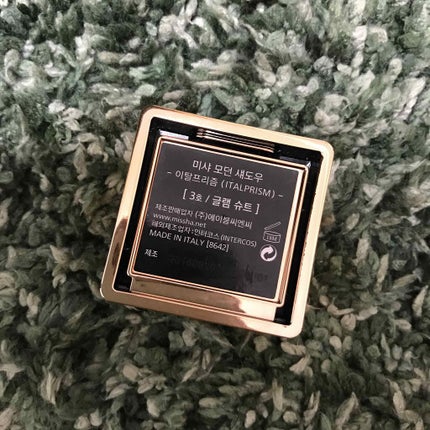 미샤 모던 섀도우
- 이탈프리즘 (ITALPRISM) -
[ 3호 / 글램 슈트 ]
제조판매업자 (주)에이블씨엔씨
www.missha.net
해외제조업자 : 인터코스(INTERCOS)
MADE IN ITALY [8642]
제조